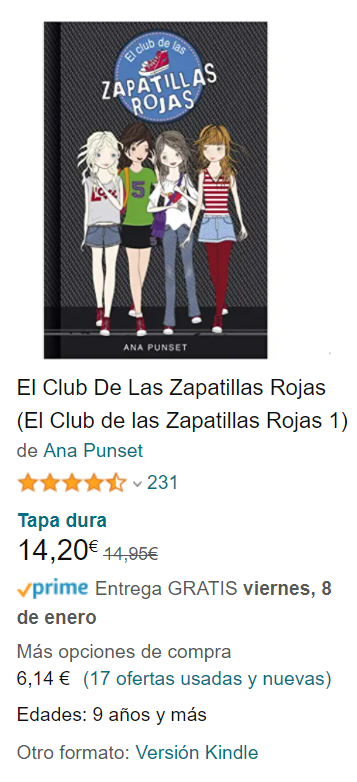 El club de las
ZAPATILLAS
ROJAS
LOVE
5
ANA PUNSET
El Club De Las Zapatillas Rojas
(El Club de las Zapatillas Rojas 1)
de Ana Punset
231
Tapa dura
14,20€ 14,95€
prime Entrega GRATIS viernes, 8
de enero
Más opciones de compra
6,14 € (17 ofertas usadas y nuevas)
Edades: 9 años y más
Otro formato: Versión Kindle